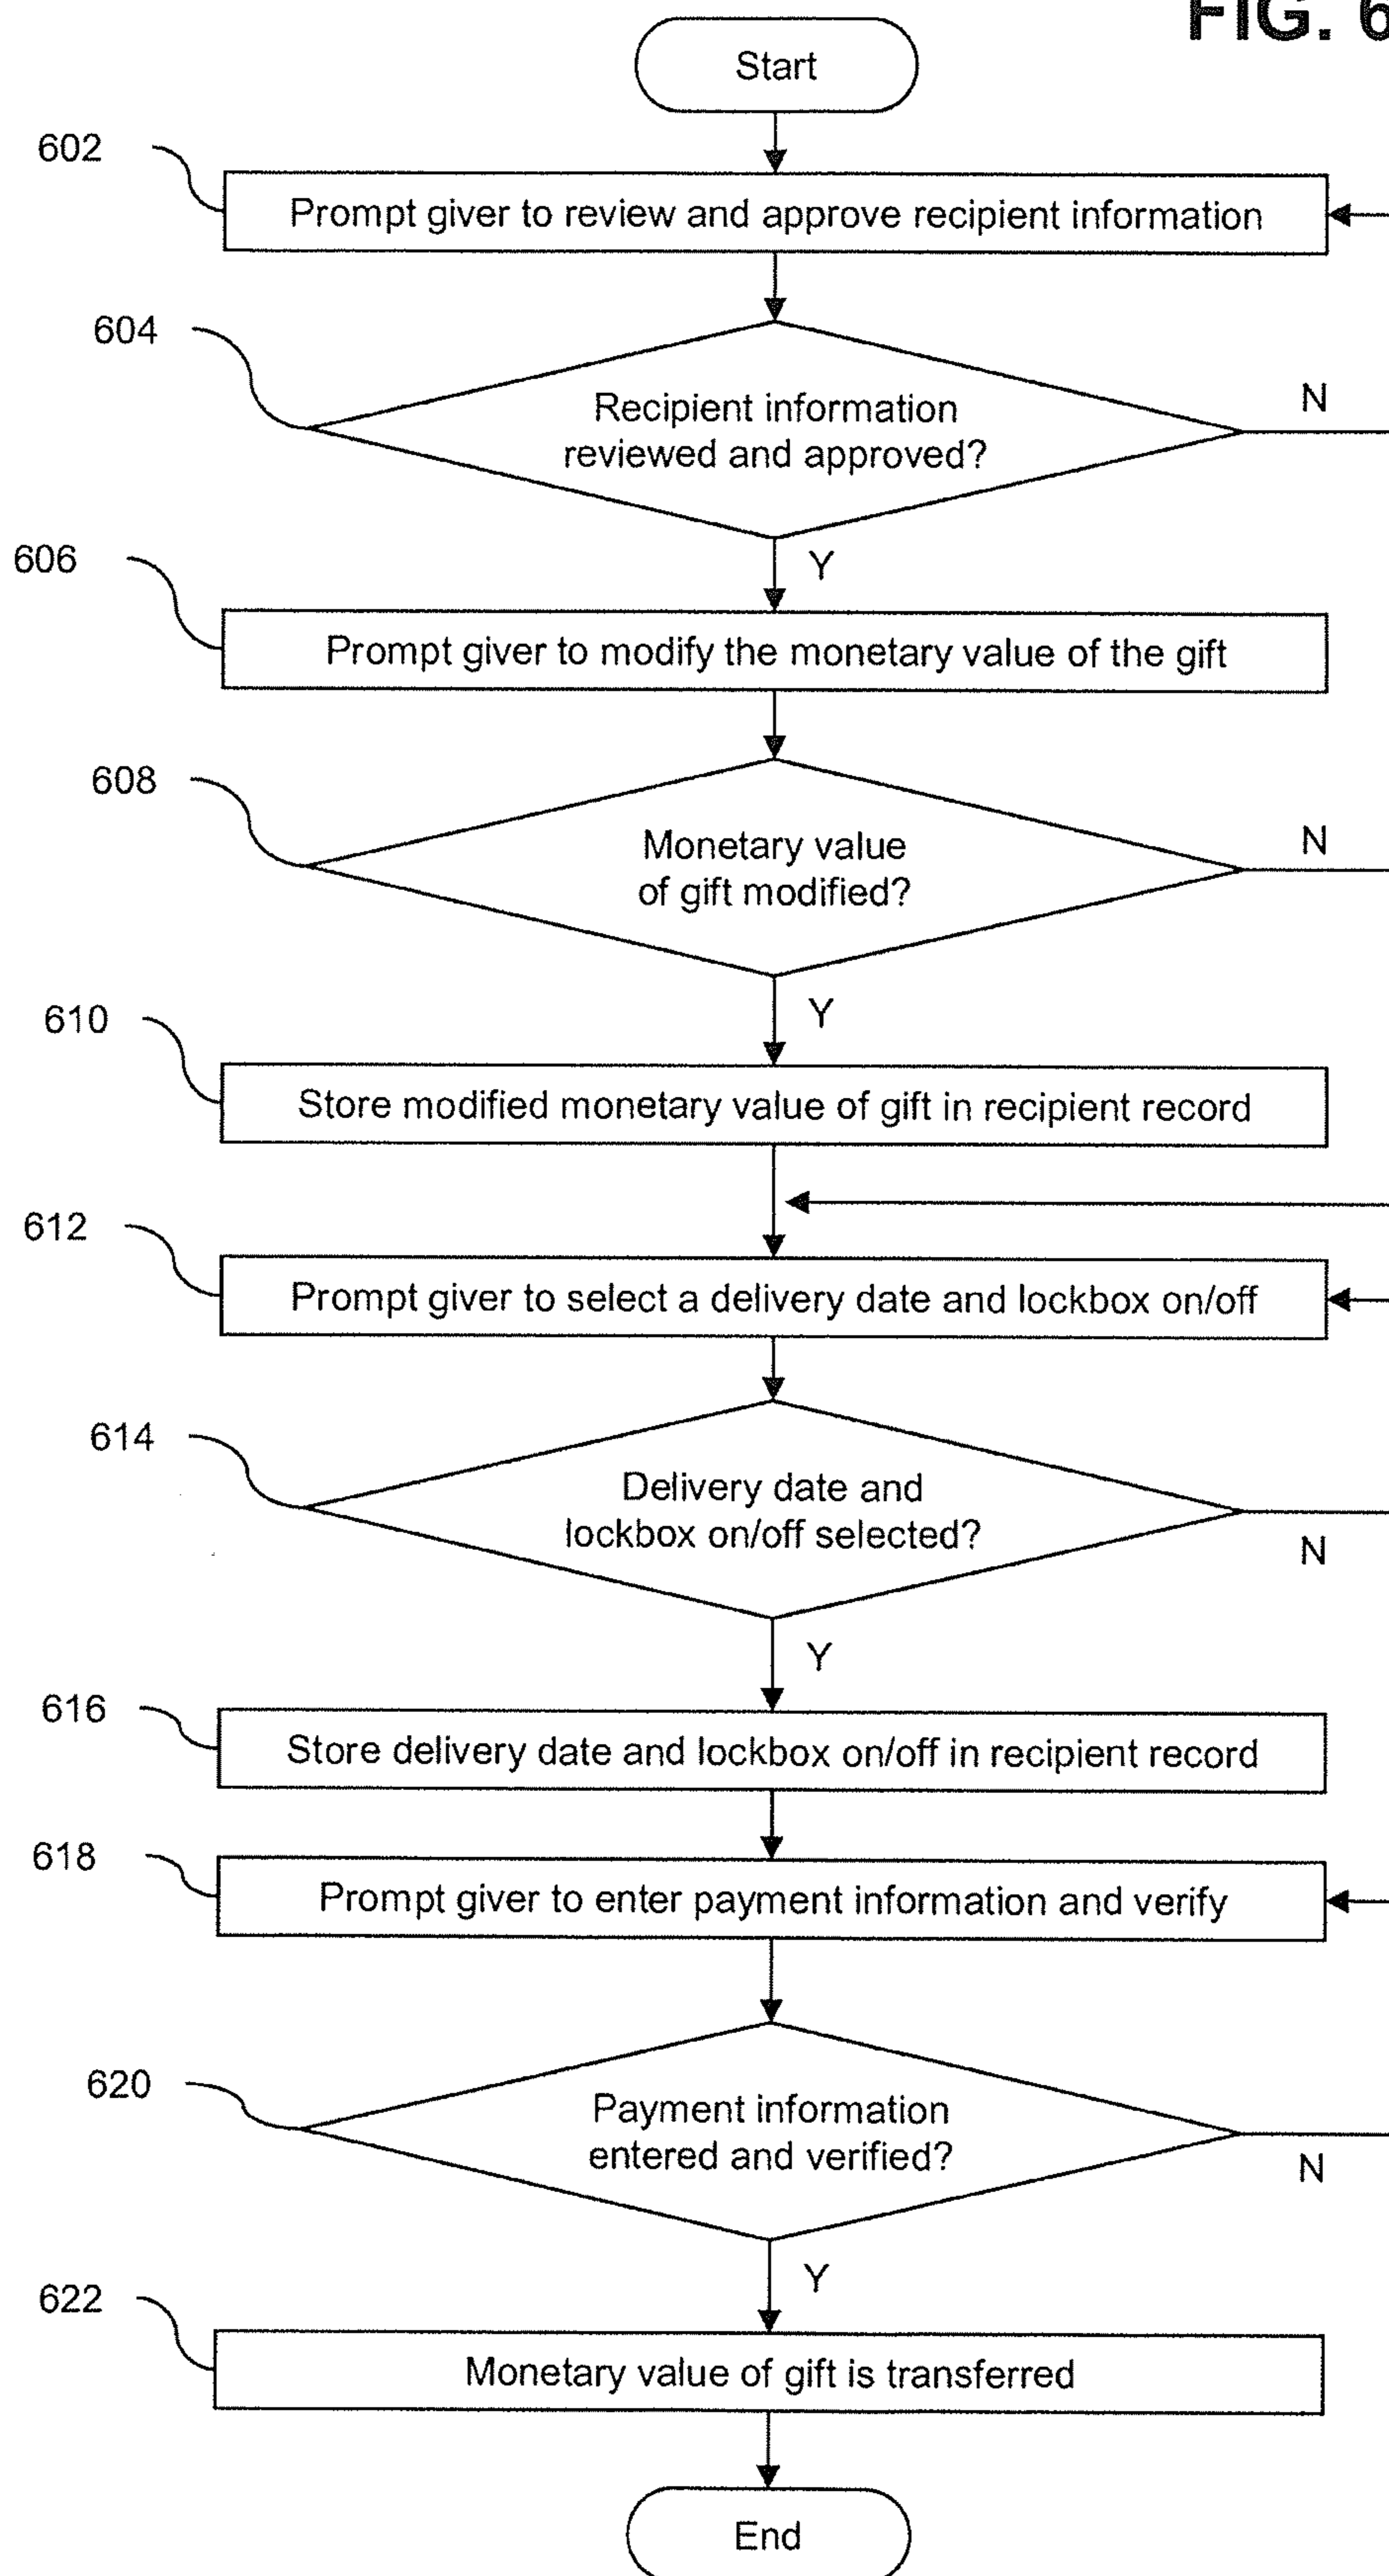 FIG. 6
Start
602
Prompt giver to review and approve recipient information
604
Recipient information
reviewed and approved?
N
Y
606
Prompt giver to modify the monetary value of the gift
608
Monetary value
of gift modified?
N
Y
610
Store modified monetary value of gift in recipient record
612
Prompt giver to select a delivery date and lockbox on/off
614
Delivery date and
lockbox on/off selected?
N
Y
616
Store delivery date and lockbox on/off in recipient record
618
Prompt giver to enter payment information and verify
620
Payment information
entered and verified?
N
Y
622
Monetary value of gift is transferred
End